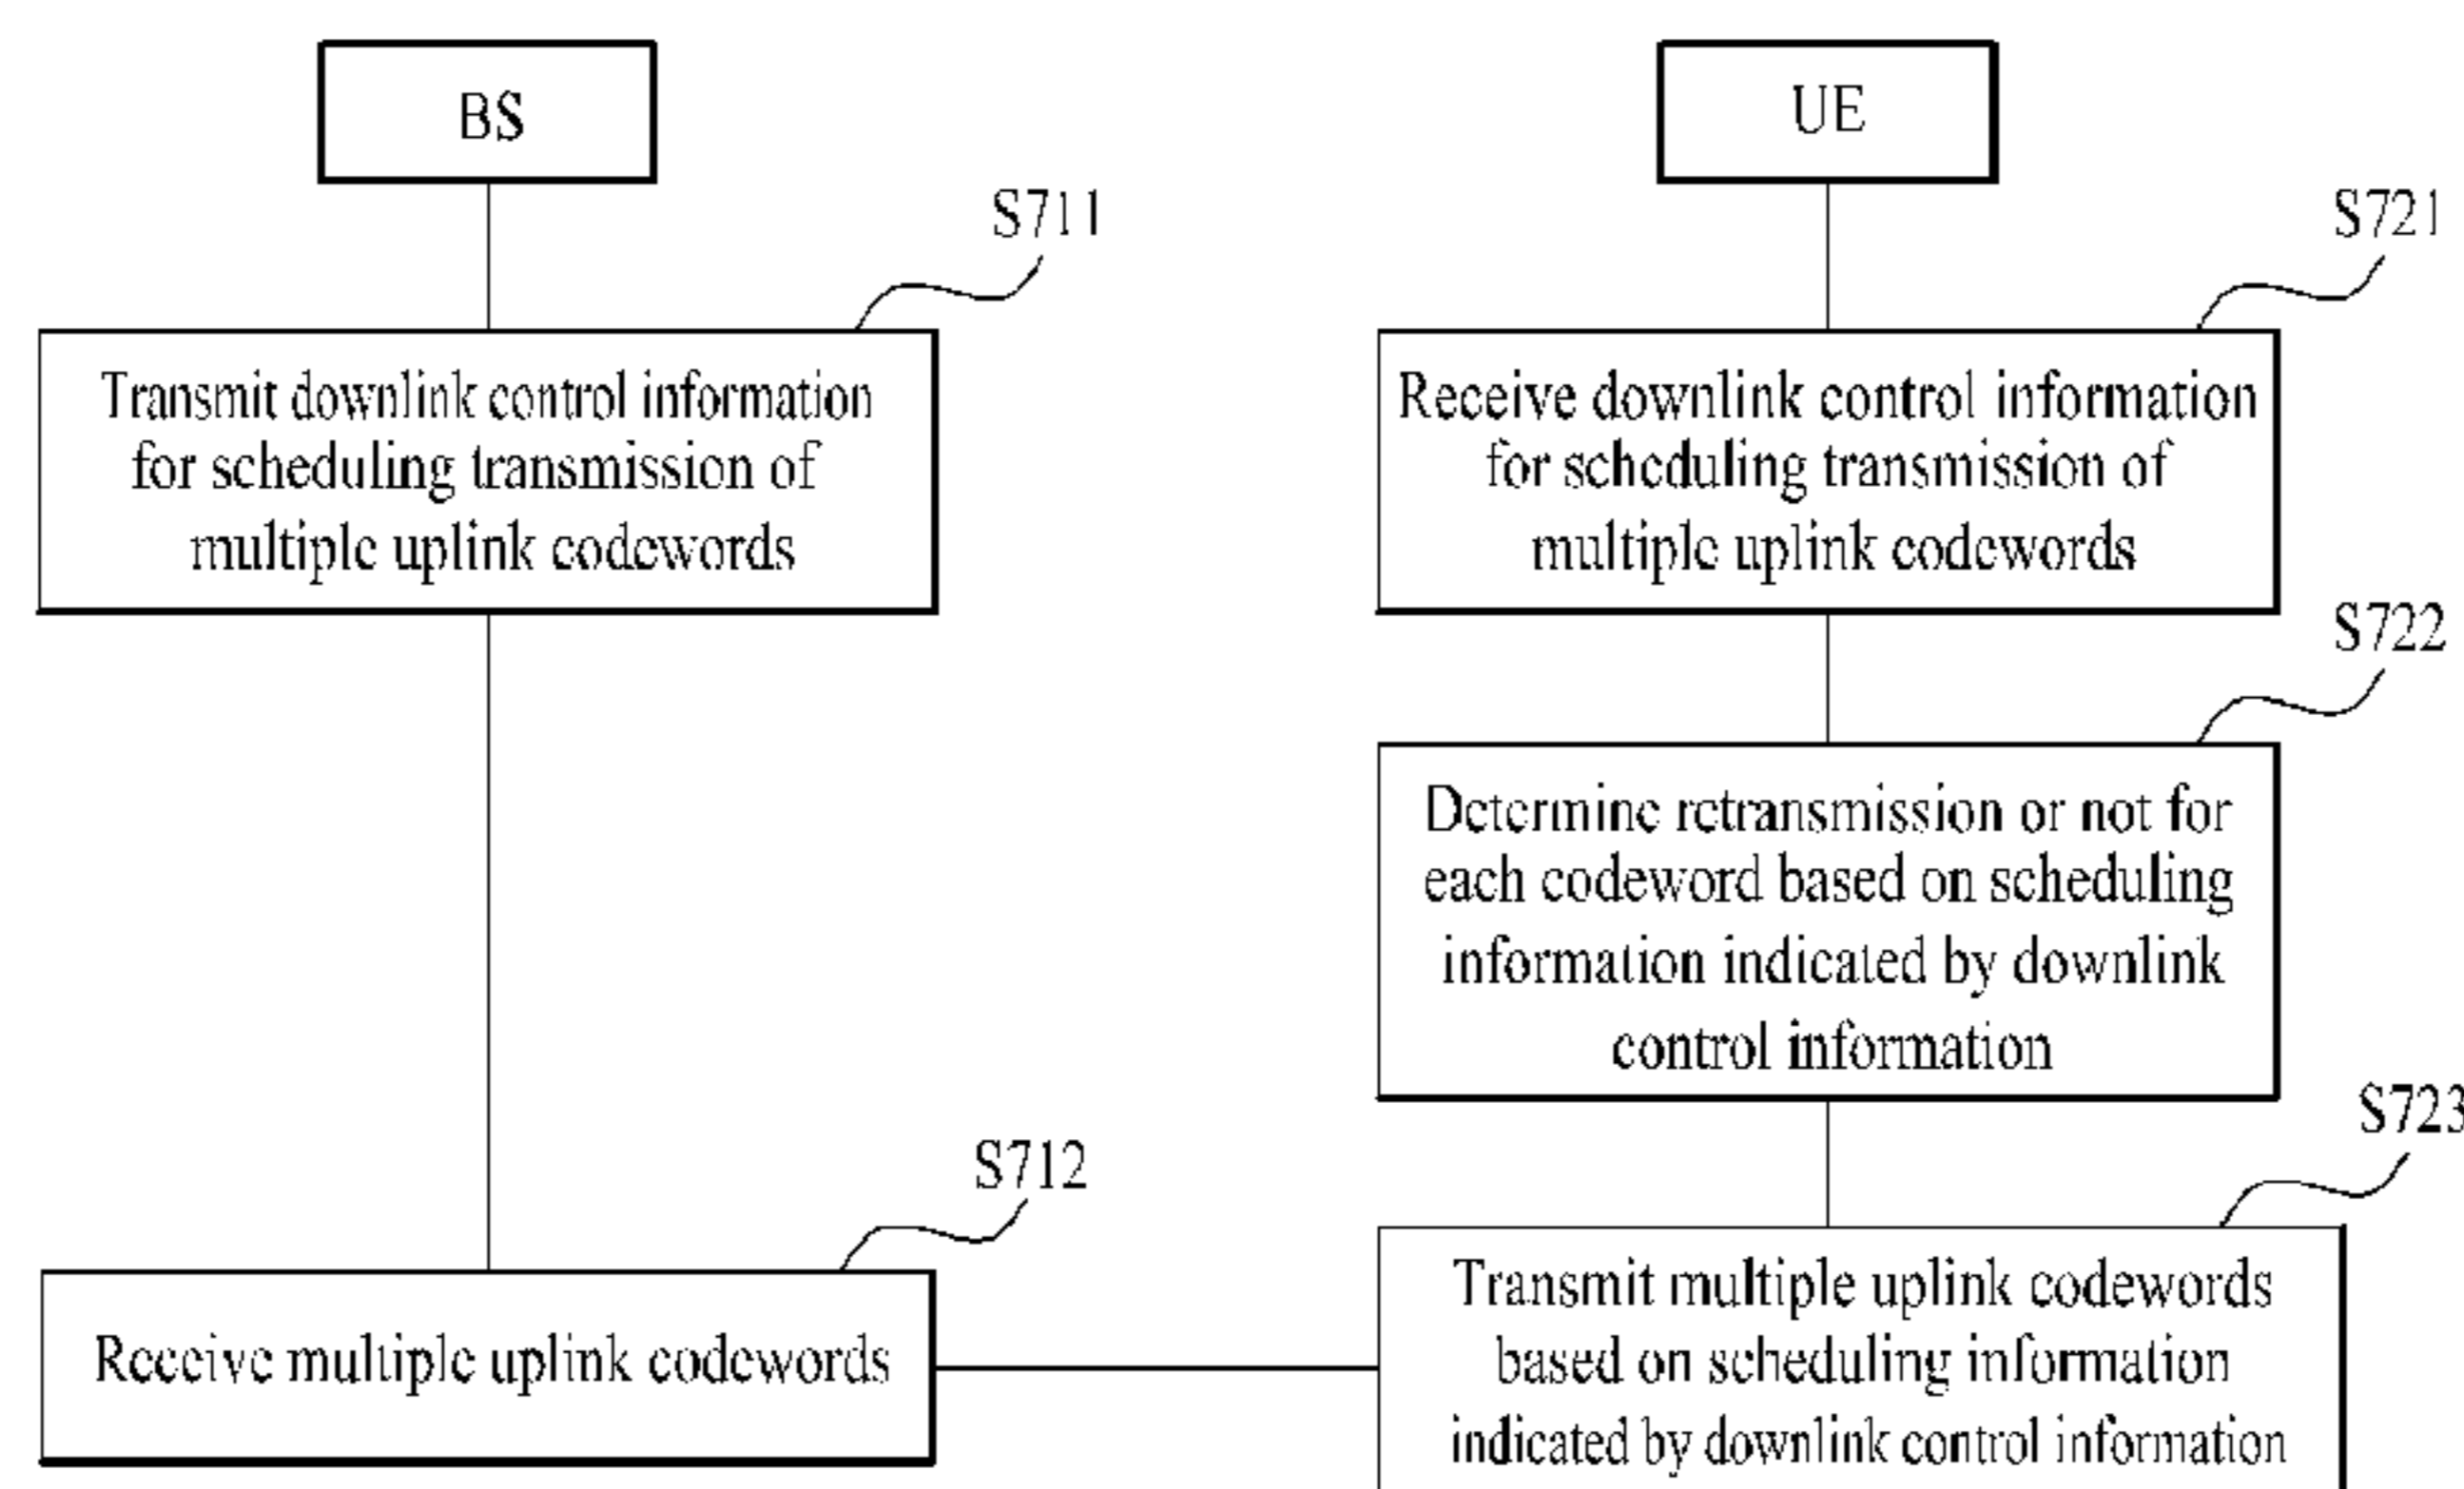 BS
UE
S711
S721
Transmit downlink control information
for scheduling transmission of
multiple uplink codewords
Receive downlink control information
for scheduling transmission of
multiple uplink codewords
S722
Determine retransmission or not for
each codeword based on scheduling
information indicated by downlink
control information
S723
S712
Receive multiple uplink codewords
Transmit multiple uplink codewords
based on scheduling information
indicated by downlink control information